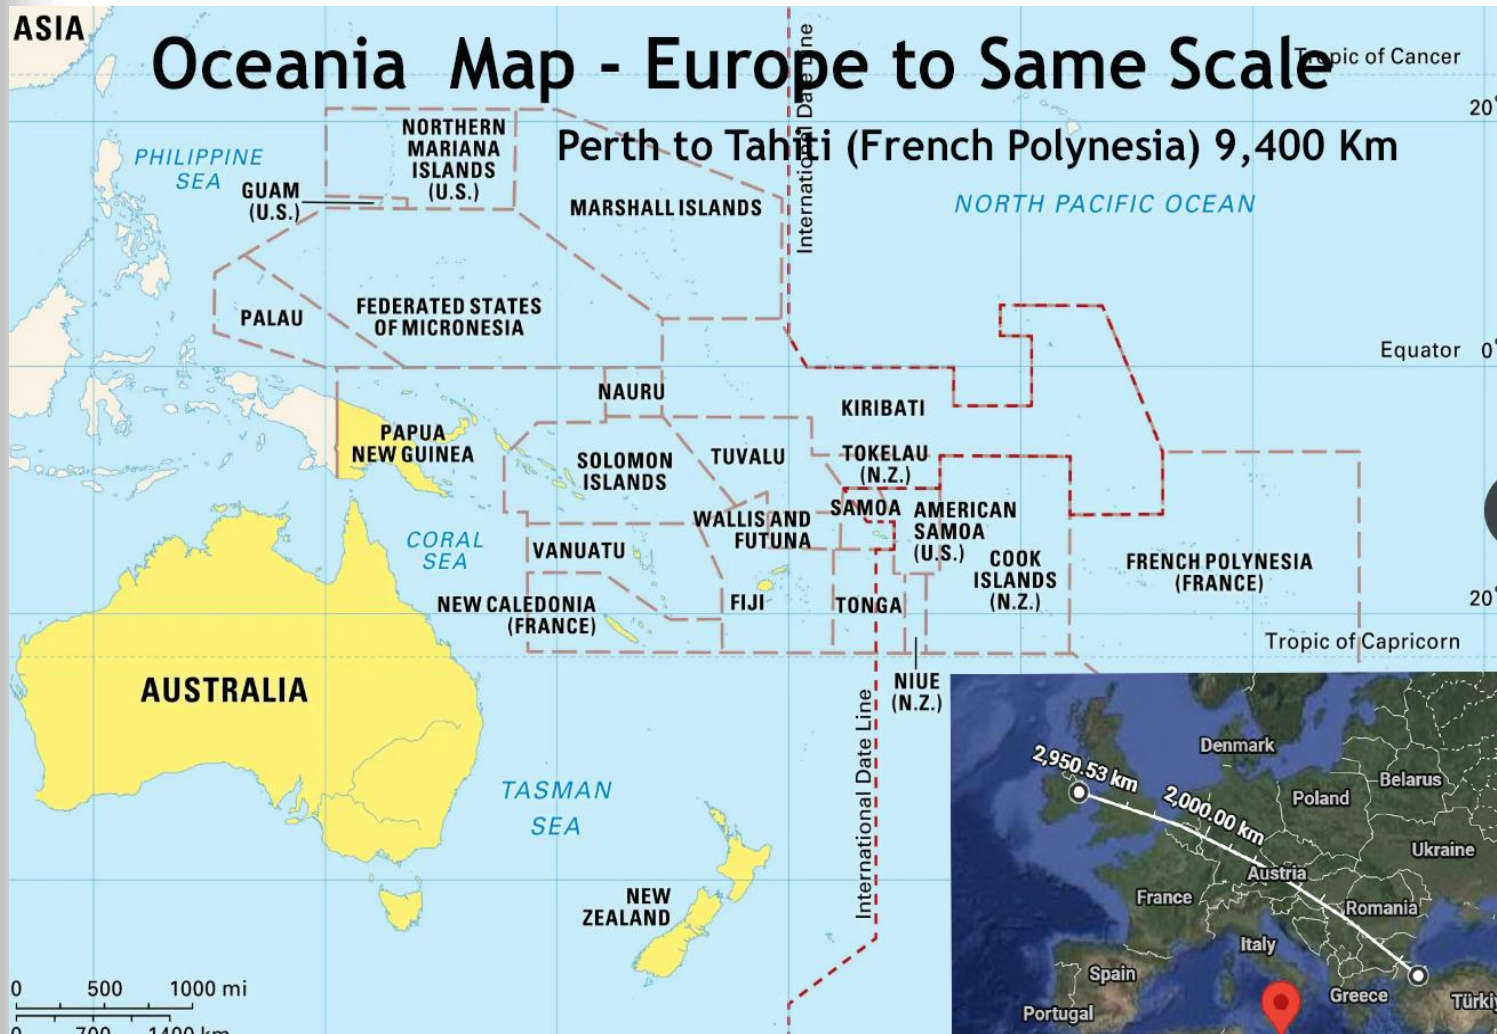 ASIA
Oceania Map - Europe to Same Scale
Tropic of Cancer
20°
Perth to Tahiti (French Polynesia) 9,400 Km
International Date Line
PHILIPPINE
SEA
NORTHERN
MARIANA
ISLANDS
(U.S.)
GUAM
(U.S.)
MARSHALL ISLANDS
NORTH PACIFIC OCEAN
PALAU
FEDERATED STATES
OF MICRONESIA
Equator 0°
NAURU
KIRIBATI
PAPUA
NEW GUINEA
SOLOMON
ISLANDS
TUVALU
TOKELAU
(N.Z.)
WALLIS AND
FUTUNA
SAMOA
AMERICAN
SAMOA
(U.S.)
CORAL
SEA
VANUATU
COOK
ISLANDS
(N.Z.)
FRENCH POLYNESIA
(FRANCE)
NEW CALEDONIA
(FRANCE)
FIJI
TONGA
20°
Tropic of Capricorn
AUSTRALIA
NIUE
(N.Z.)
International Date Line
TASMAN
SEA
NEW
ZEALAND
0 500 1000 mi
0 700 1400 km
Denmark
2,950.53 km
Belarus
2,000.00 km
Poland
Ukraine
Austria
France
Romania
Italy
Spain
Greece
Türki
Portugal